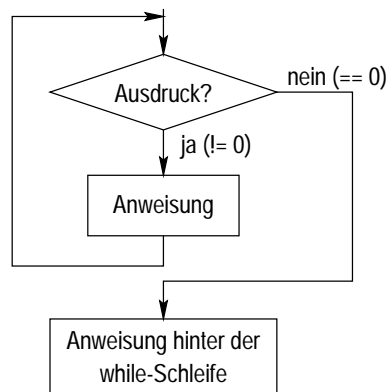 nein (== 0)
Ausdruck?
ja (!= 0)
Anweisung
Anweisung hinter der
while-Schleife